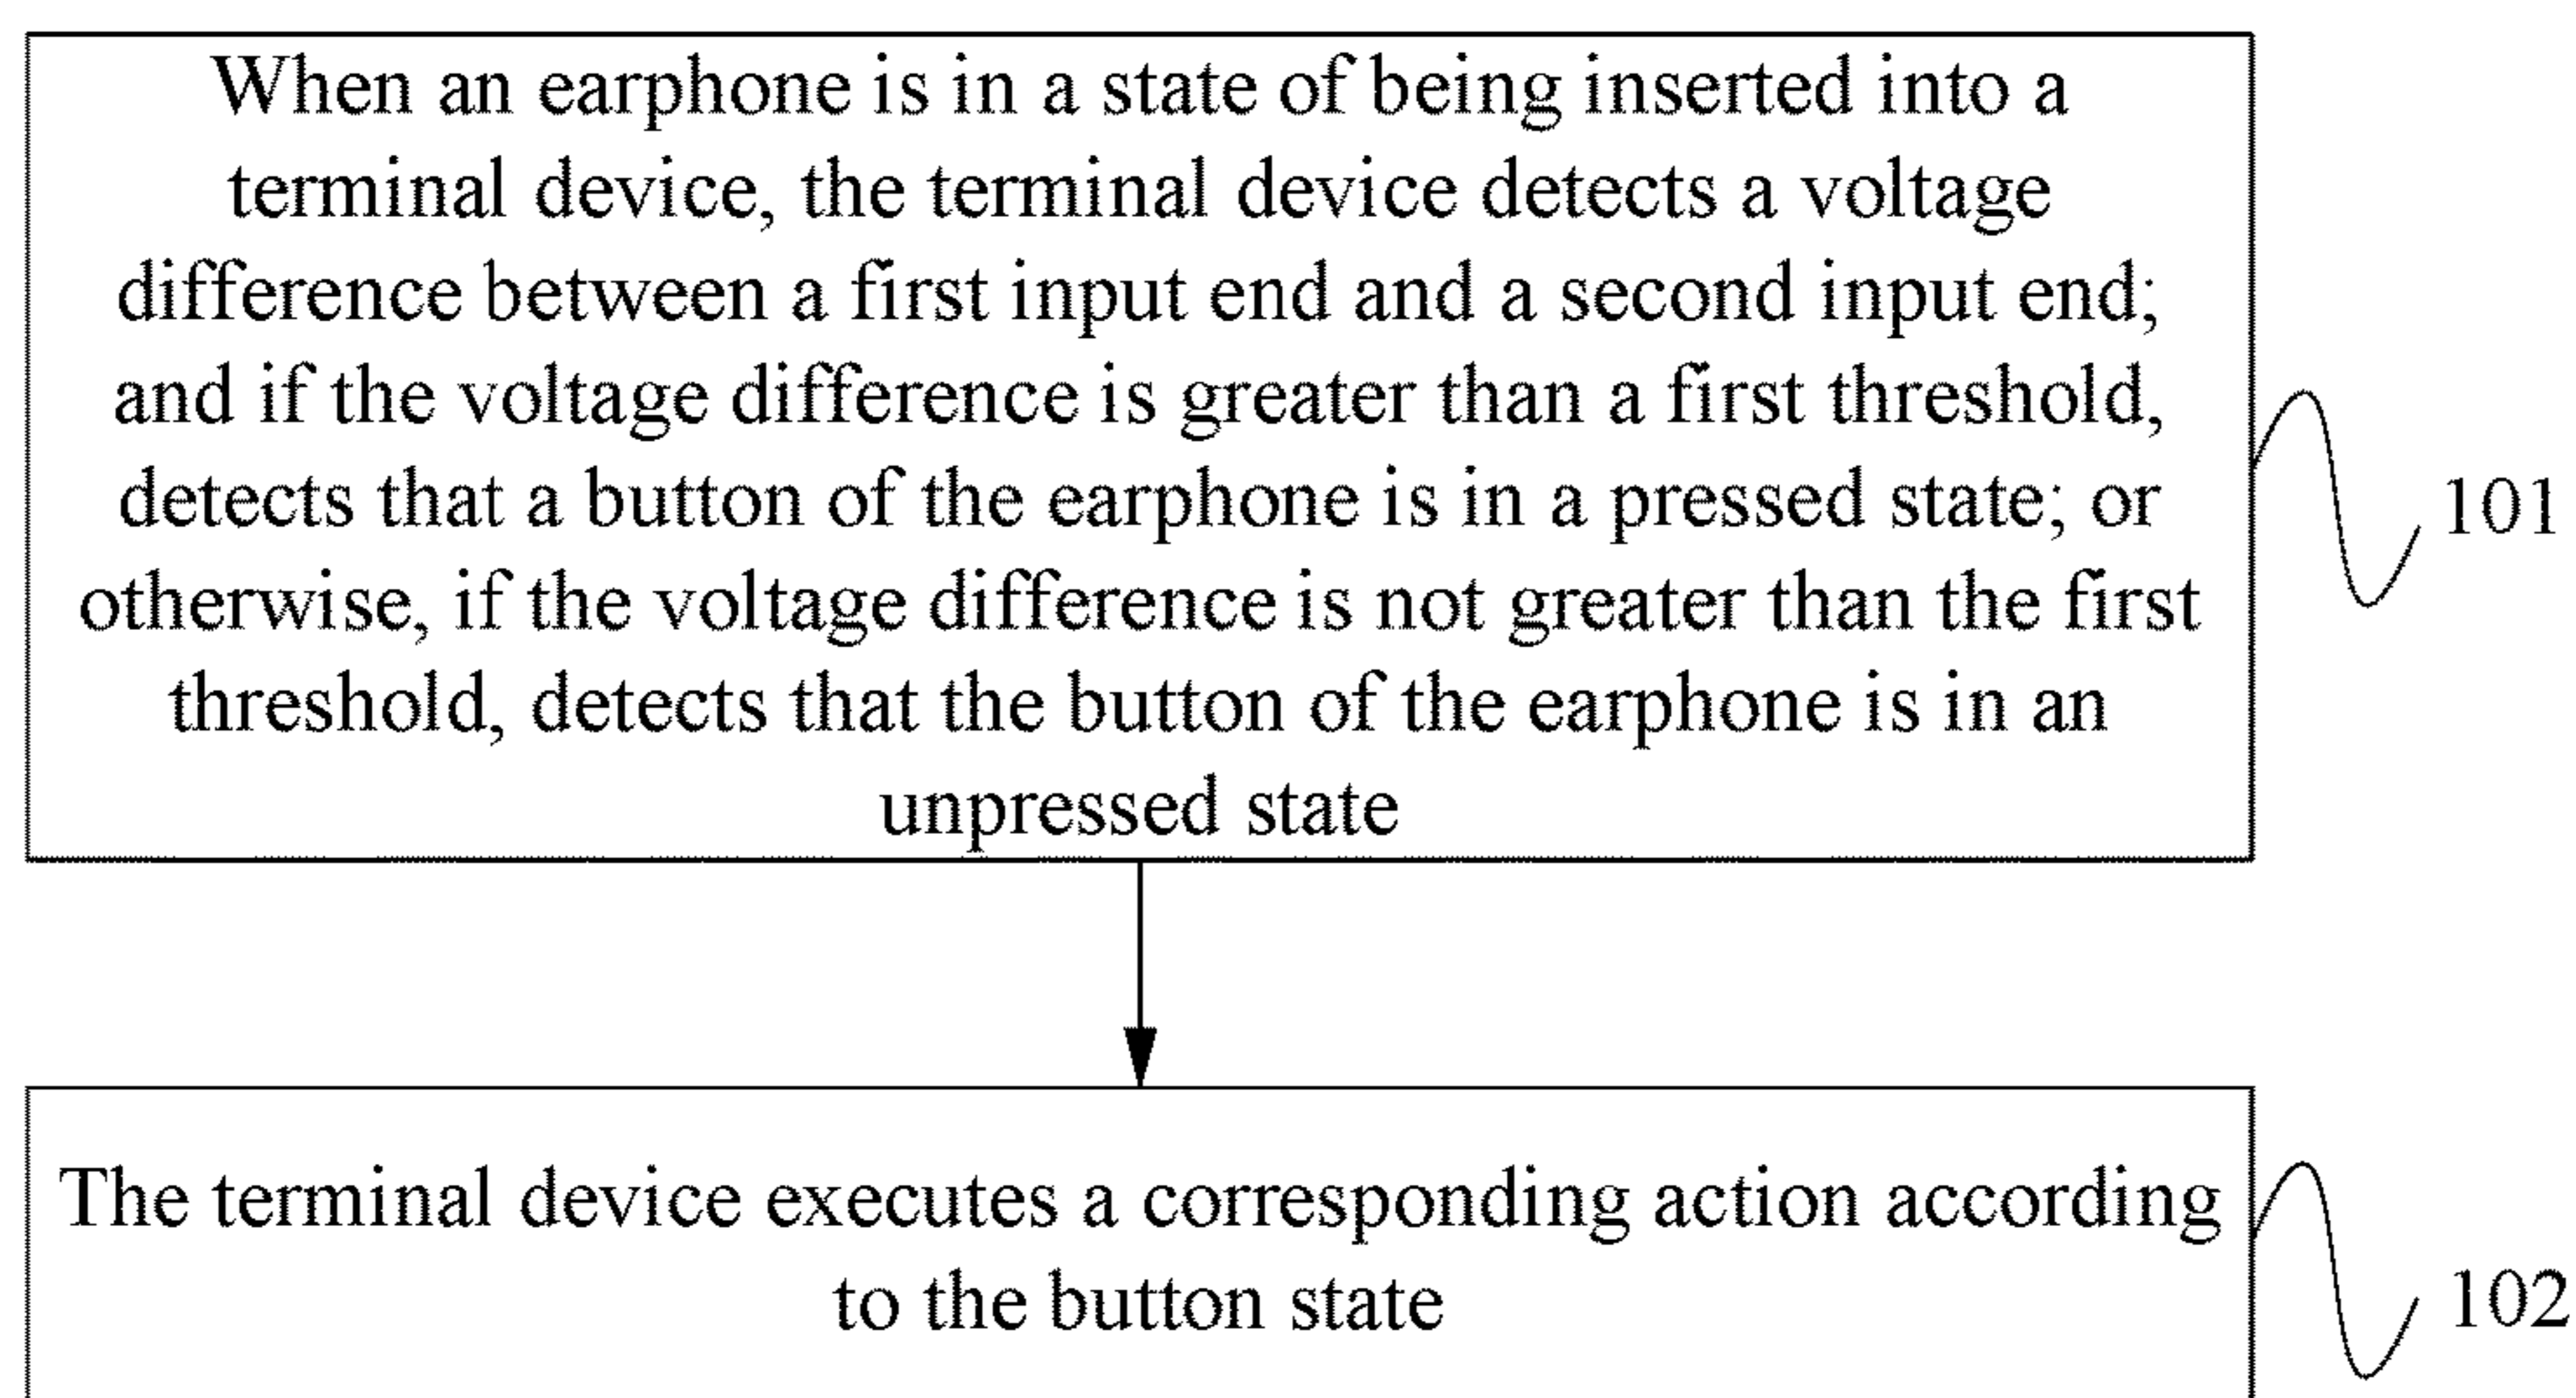 When an earphone is in a state of being inserted into a
terminal device, the terminal device detects a voltage
difference between a first input end and a second input end;
and if the voltage difference is greater than a first threshold,
detects that a button of the earphone is in a pressed state; or
otherwise, if the voltage difference is not greater than the first
threshold, detects that the button of the earphone is in an
unpressed state
101
The terminal device executes a corresponding action according
to the button state
102